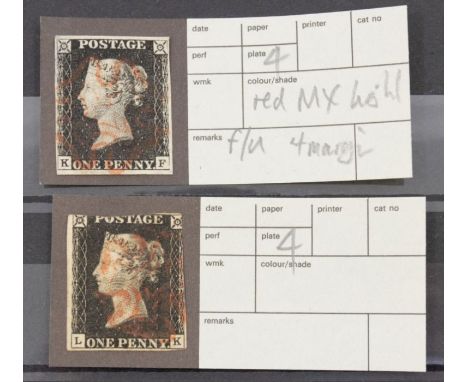 POSTAGE
K F
ONE PENNY
date paper printer cat no
perf plate 4
wmk colour/shade
red MX
remarks f/u 4 margin
POSTAGE
L K
ONE PENNY
date paper printer cat no
perf plate 4
wmk colour/shade
remarks